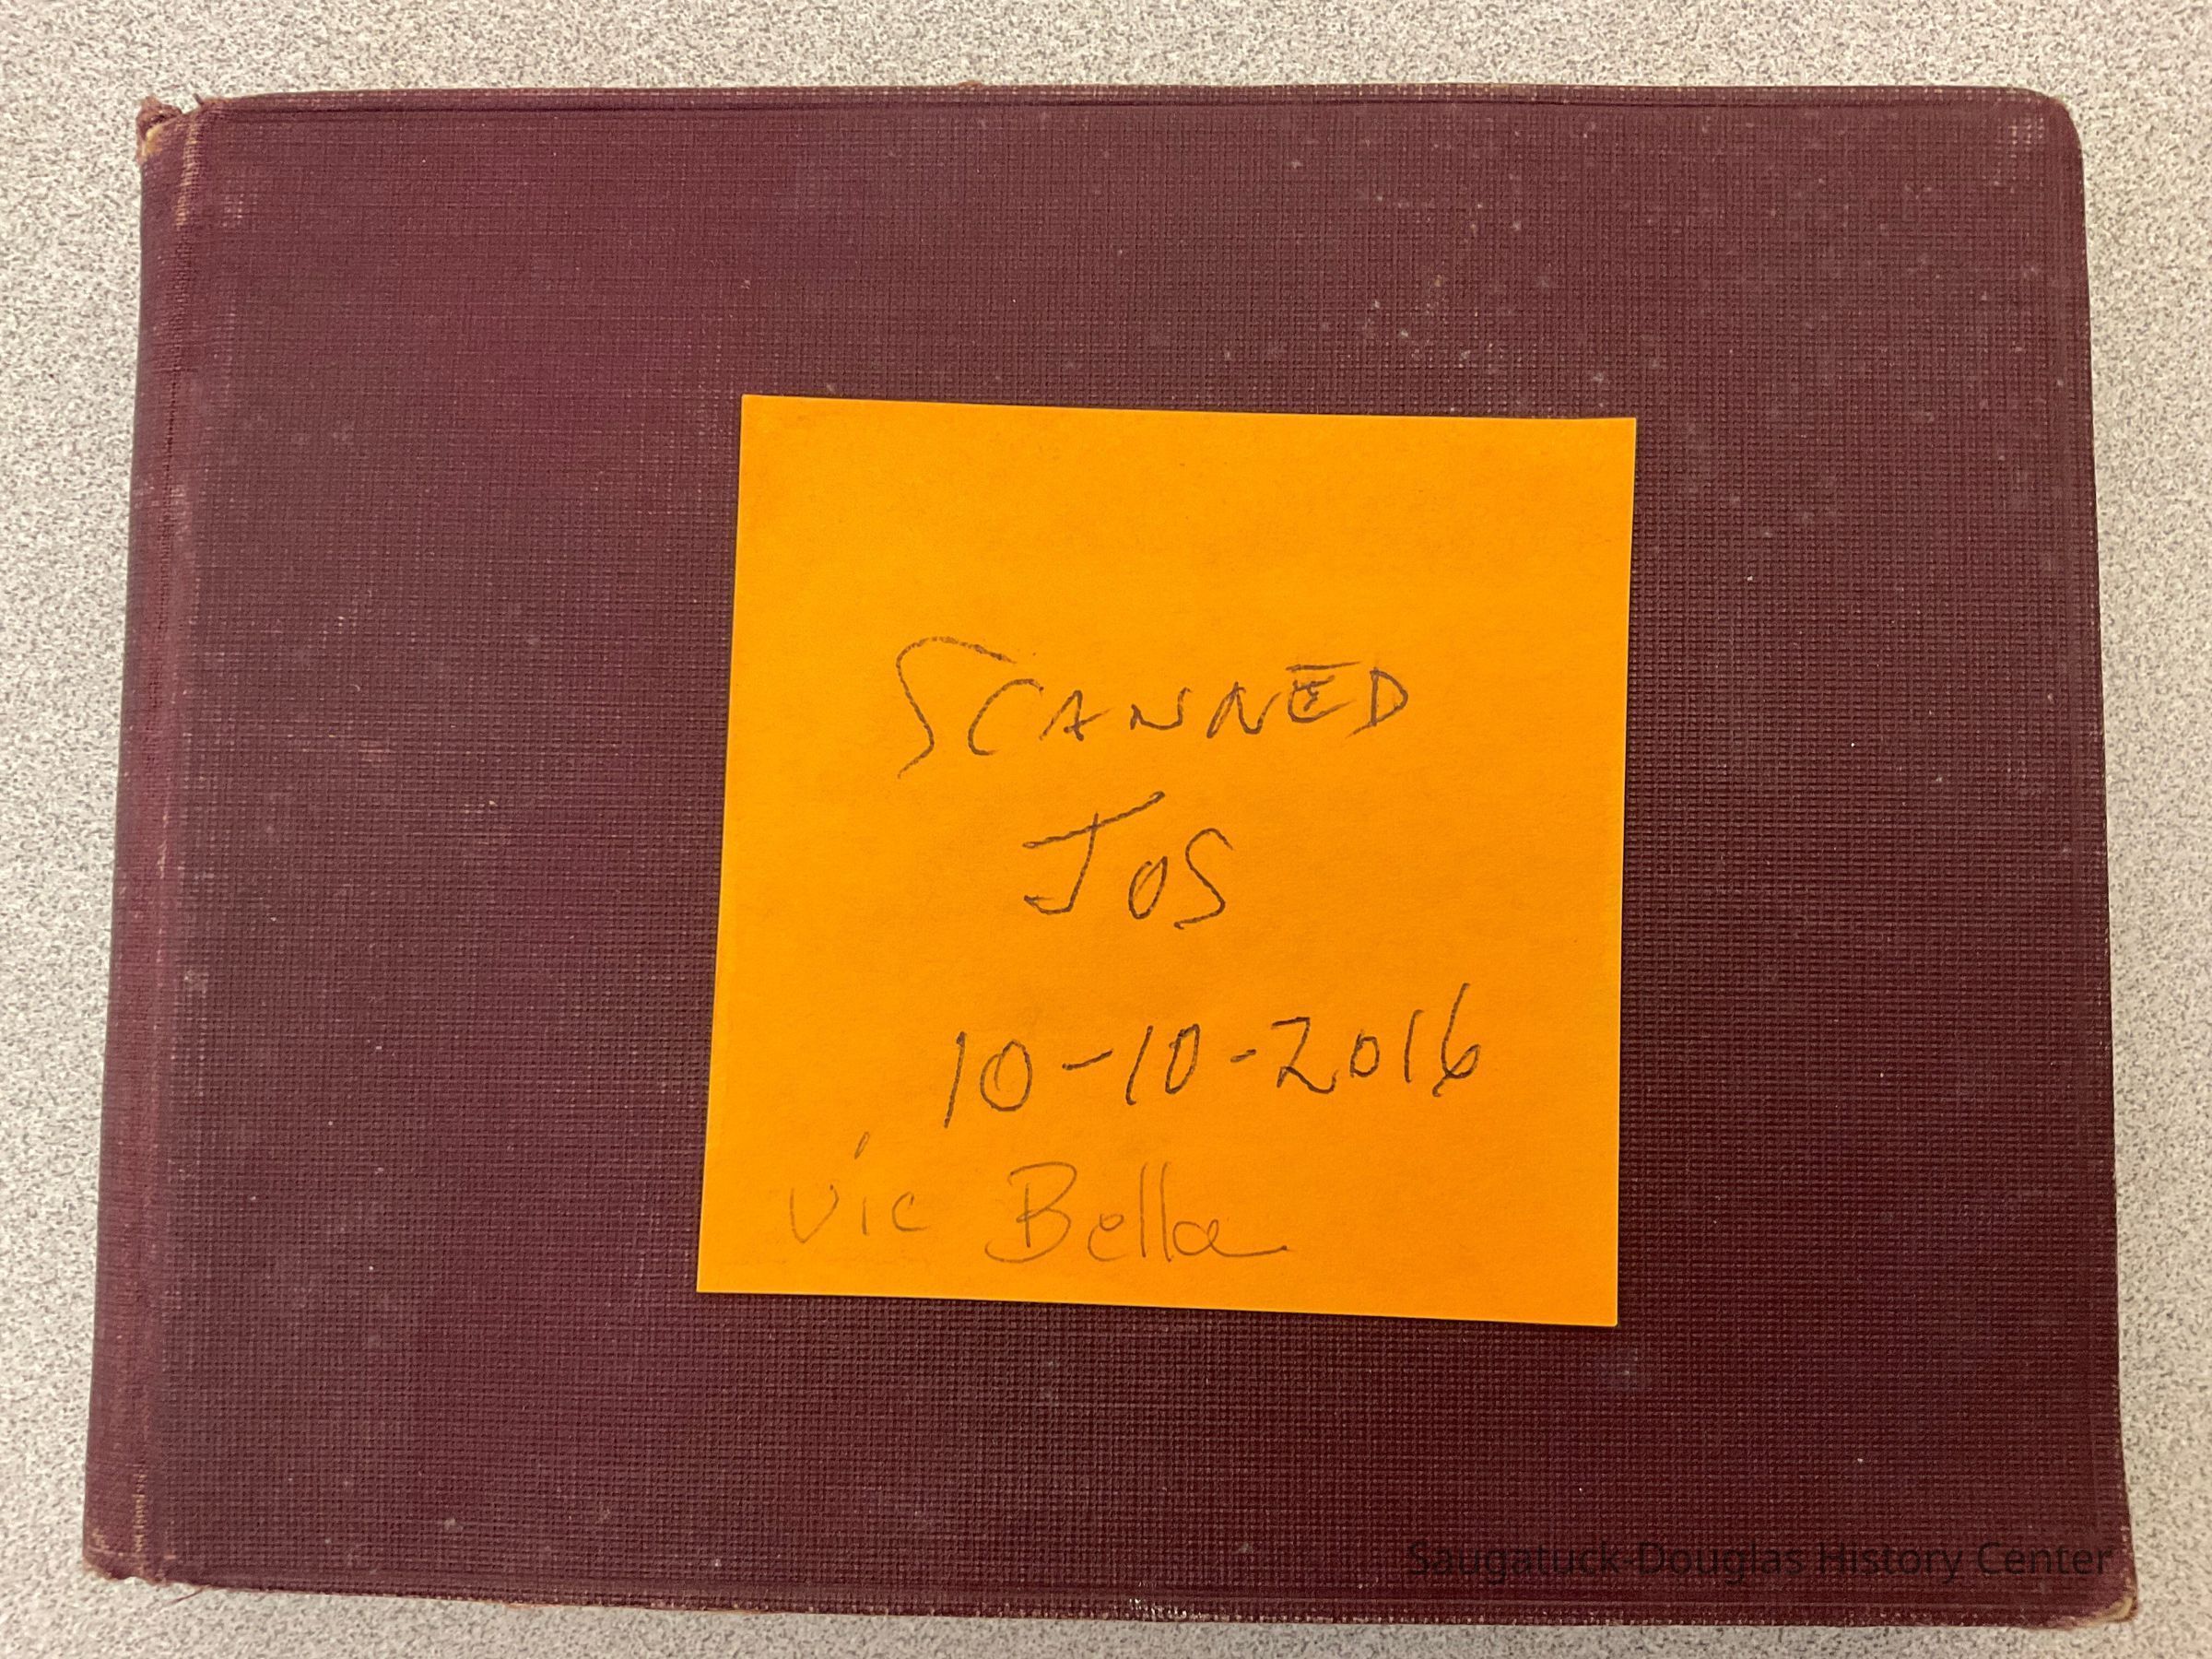 SCANNED
JOS
10-10-2016
Vic Bella
Saugatuck-Douglas History Center